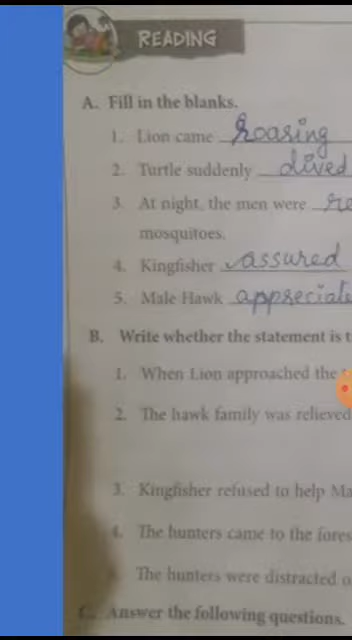 READING
A. Fill in the blanks.
1. Lion came roaring
2. Turtle suddenly dived
3. At night, the men were
mosquitoes.
4. Kingfisher assured
5. Male Hawk appreciate
B. Write whether the statement is
1. When Lion approached the
2. The hawk family was relieved
3. Kingfisher refused to help
4. The hunters came to the
The hunters were distracted
C. Answer the following questions.